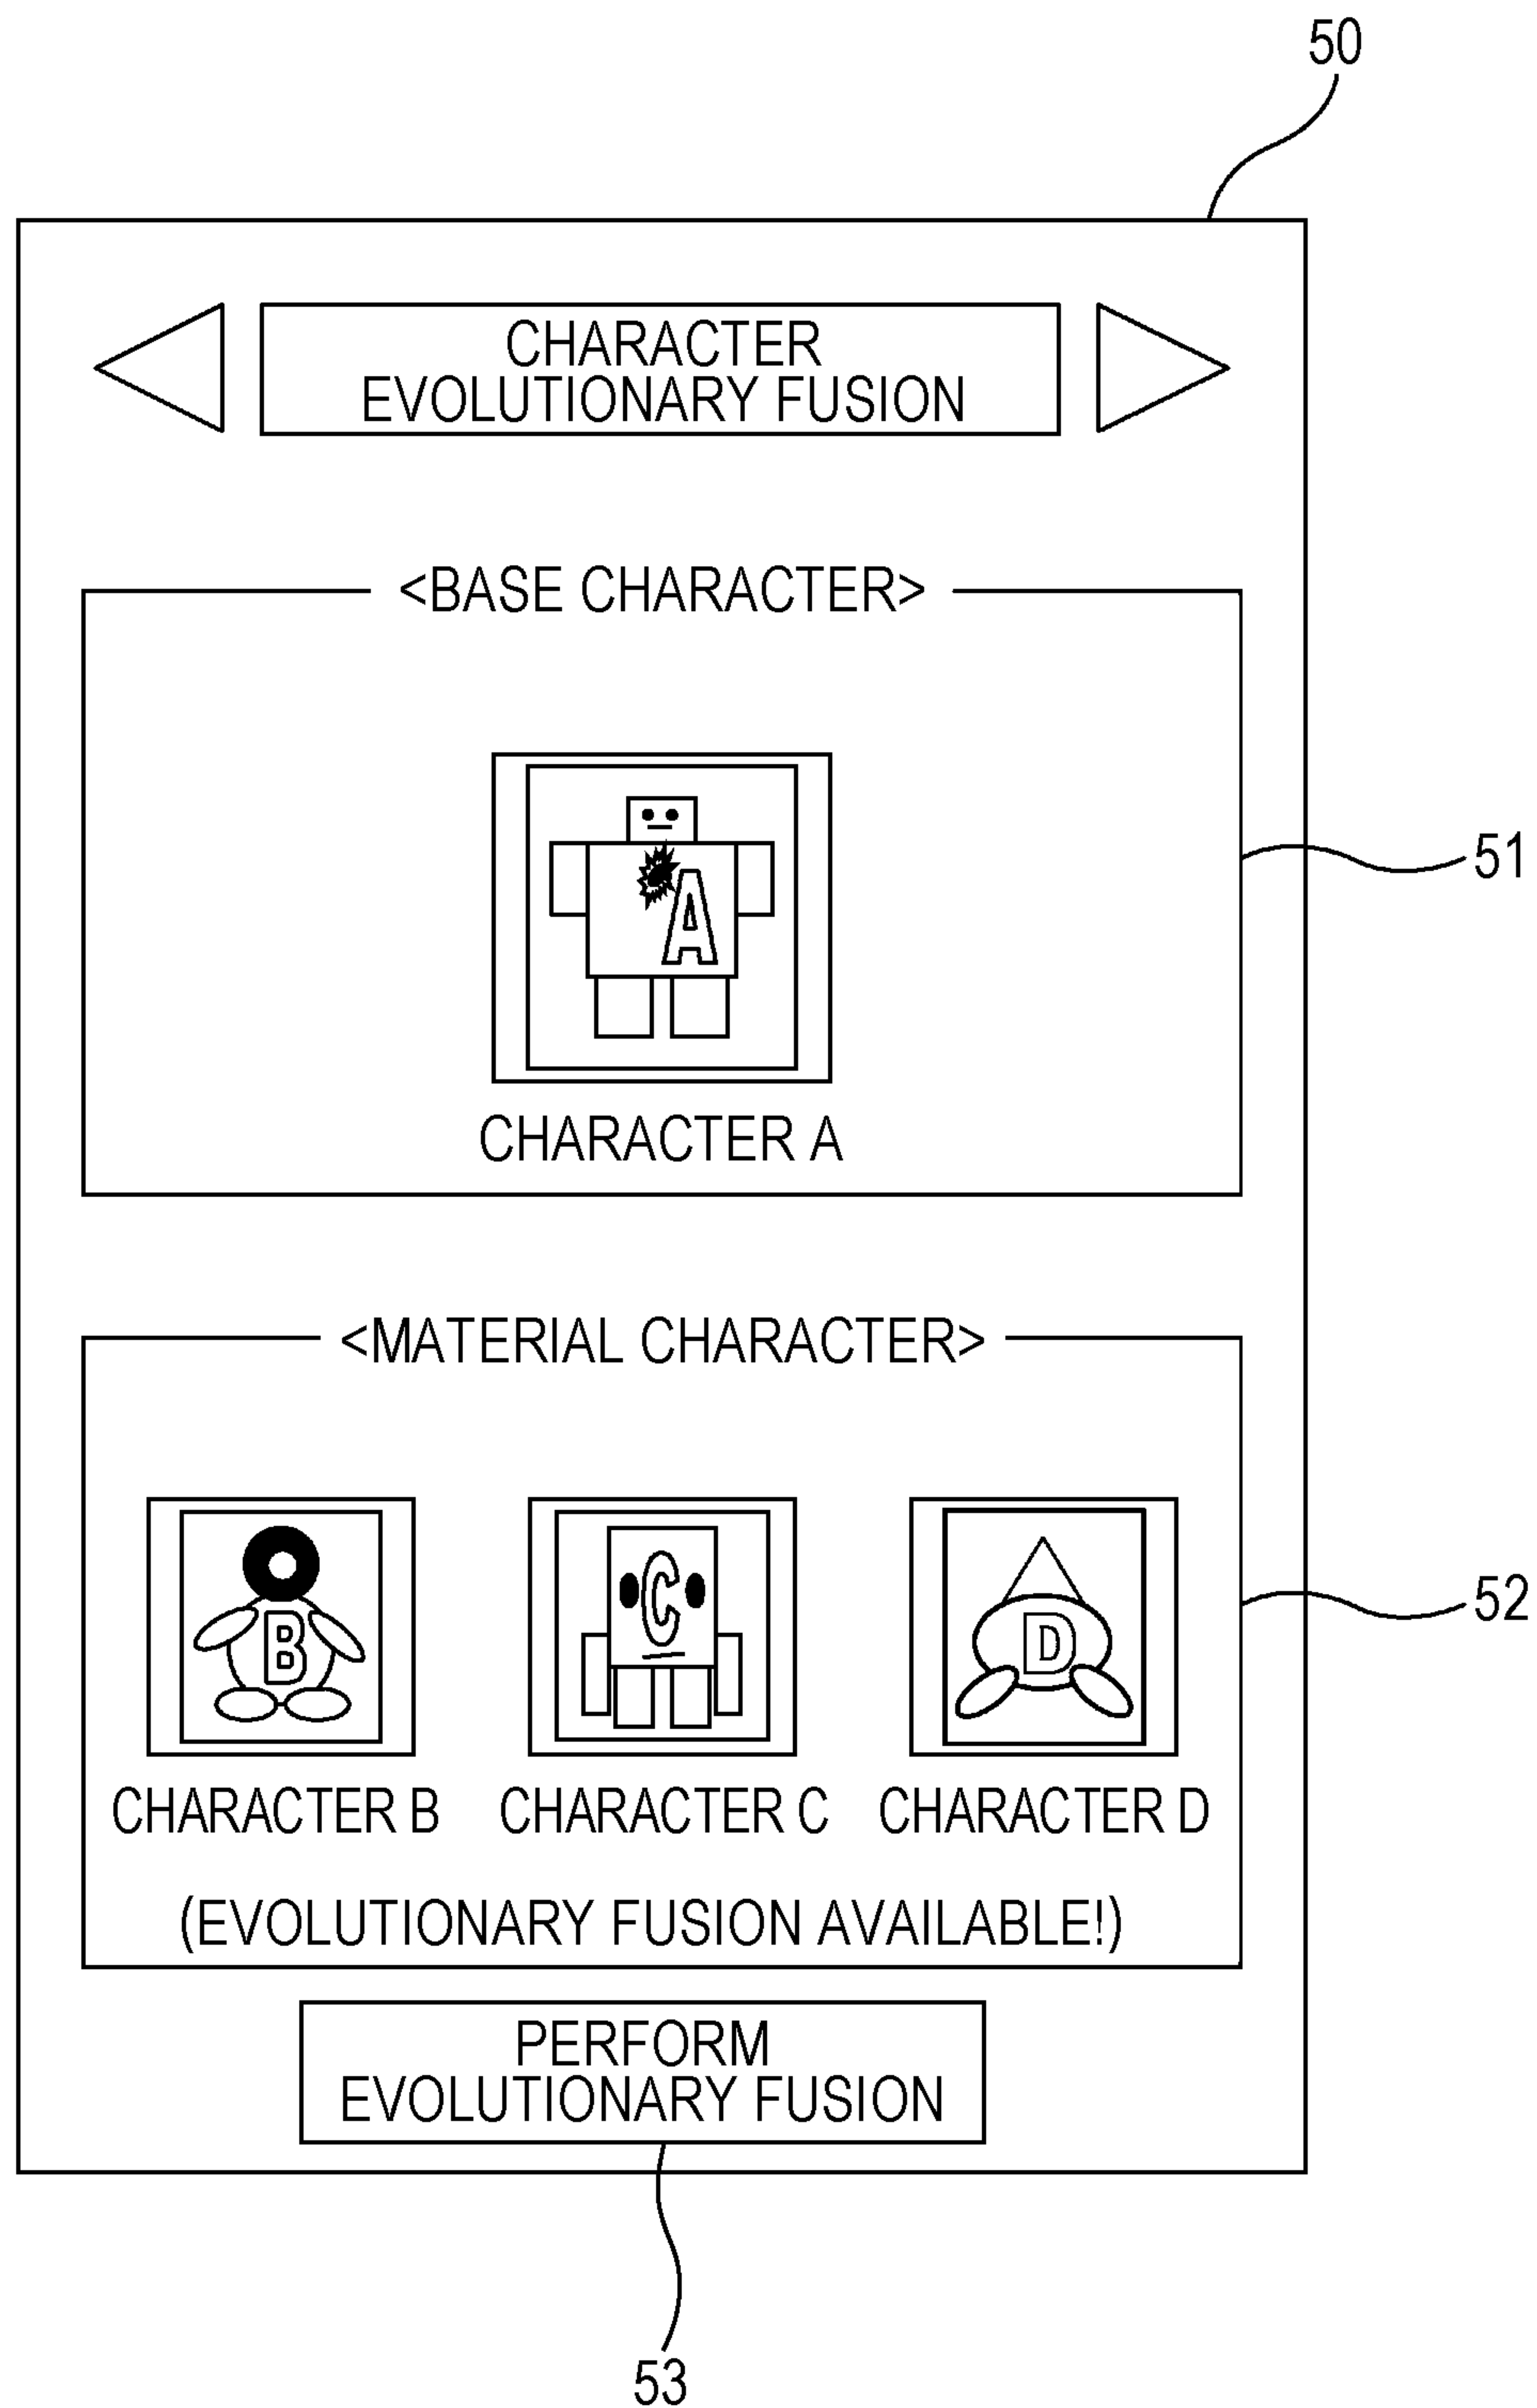 50
CHARACTER
EVOLUTIONARY FUSION
<BASE CHARACTER>
A
51
CHARACTER A
<MATERIAL CHARACTER>
B C D
52
CHARACTER B CHARACTER C CHARACTER D
(EVOLUTIONARY FUSION AVAILABLE!)
PERFORM
EVOLUTIONARY FUSION
53